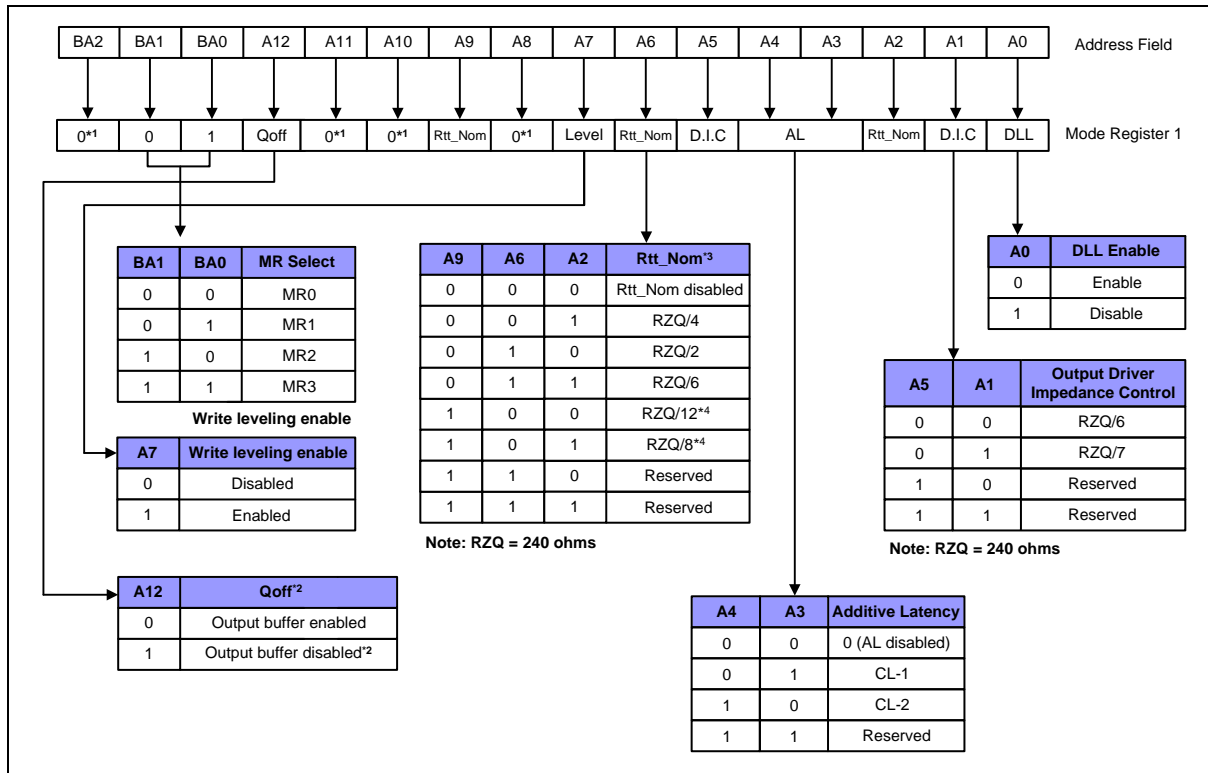 BA2 BA1 BA0 A12 A11 A10 A9 A8 A7 A6 A5 A4 A3 A2 A1 A0 Address Field
0*1 0 1 Qoff 0*1 0*1 Rtt_Nom 0*1 Level Rtt_Nom D.I.C AL Rtt_Nom D.I.C DLL Mode Register 1
BA1 BA0 MR Select
0 0 MR0
0 1 MR1
1 0 MR2
1 1 MR3
Write leveling enable
A7 Write leveling enable
0 Disabled
1 Enabled
A12 Qoff*2
0 Output buffer enabled
1 Output buffer disabled*2
A9 A6 A2 Rtt_Nom*3
0 0 0 Rtt_Nom disabled
0 0 1 RZQ/4
0 1 0 RZQ/2
0 1 1 RZQ/6
1 0 0 RZQ/12*4
1 0 1 RZQ/8*4
1 1 0 Reserved
1 1 1 Reserved
Note: RZQ = 240 ohms
A4 A3 Additive Latency
0 0 0 (AL disabled)
0 1 CL-1
1 0 CL-2
1 1 Reserved
A0 DLL Enable
0 Enable
1 Disable
A5 A1 Output Driver
Impedance Control
0 0 RZQ/6
0 1 RZQ/7
1 0 Reserved
1 1 Reserved
Note: RZQ = 240 ohms